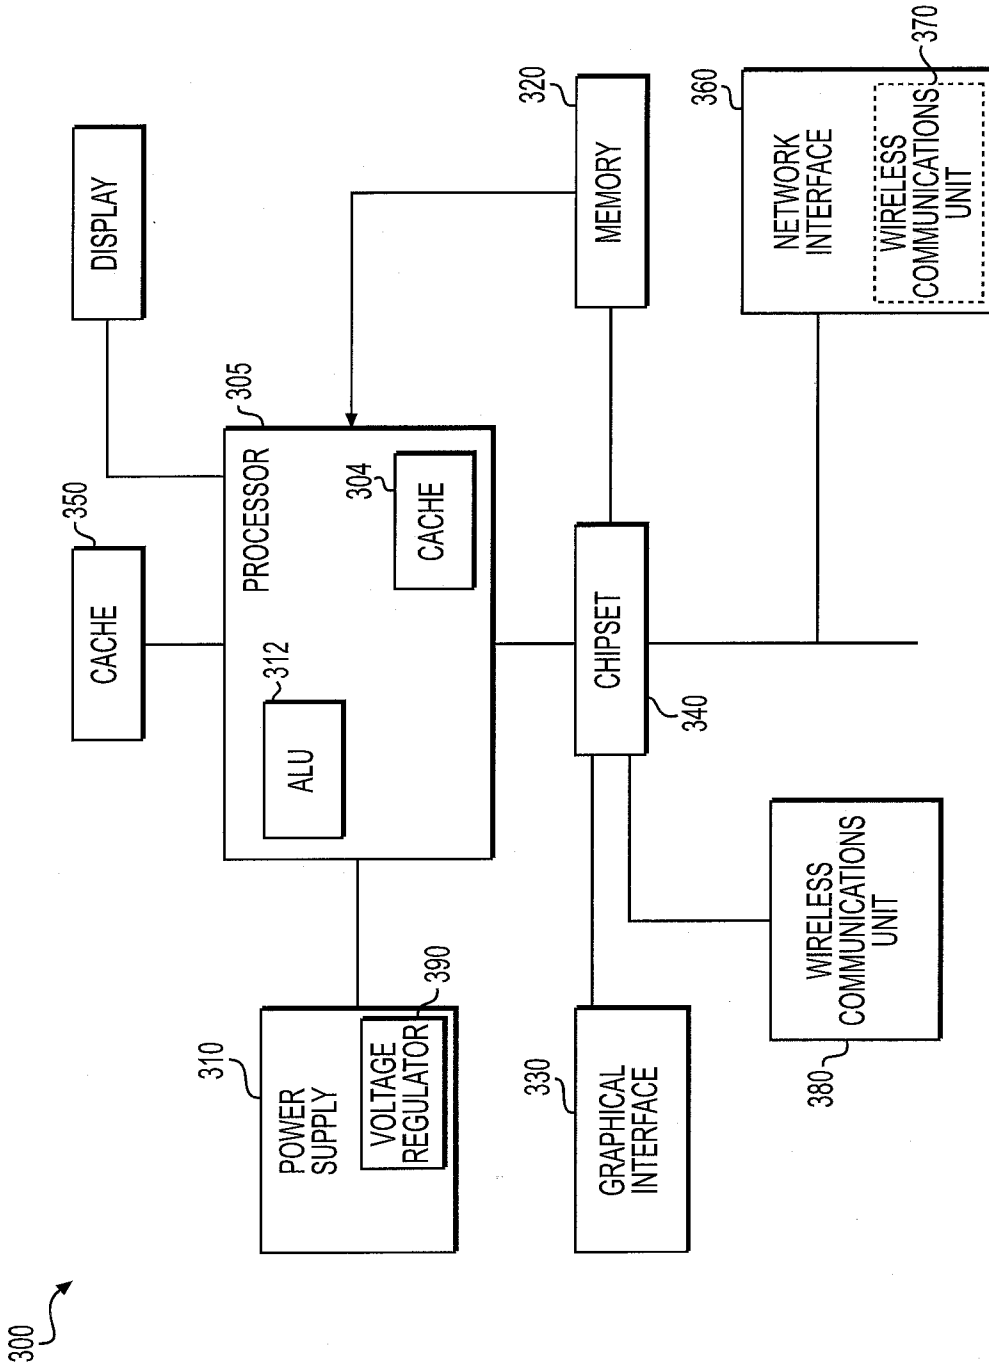 300
310
POWER
SUPPLY
VOLTAGE
REGULATOR
390
CACHE
350
DISPLAY
PROCESSOR
305
ALU
312
CACHE
304
GRAPHICAL
INTERFACE
330
CHIPSET
340
MEMORY
320
WIRELESS
COMMUNICATIONS
UNIT
380
NETWORK
INTERFACE
360
WIRELESS
COMMUNICATIONS
UNIT
370